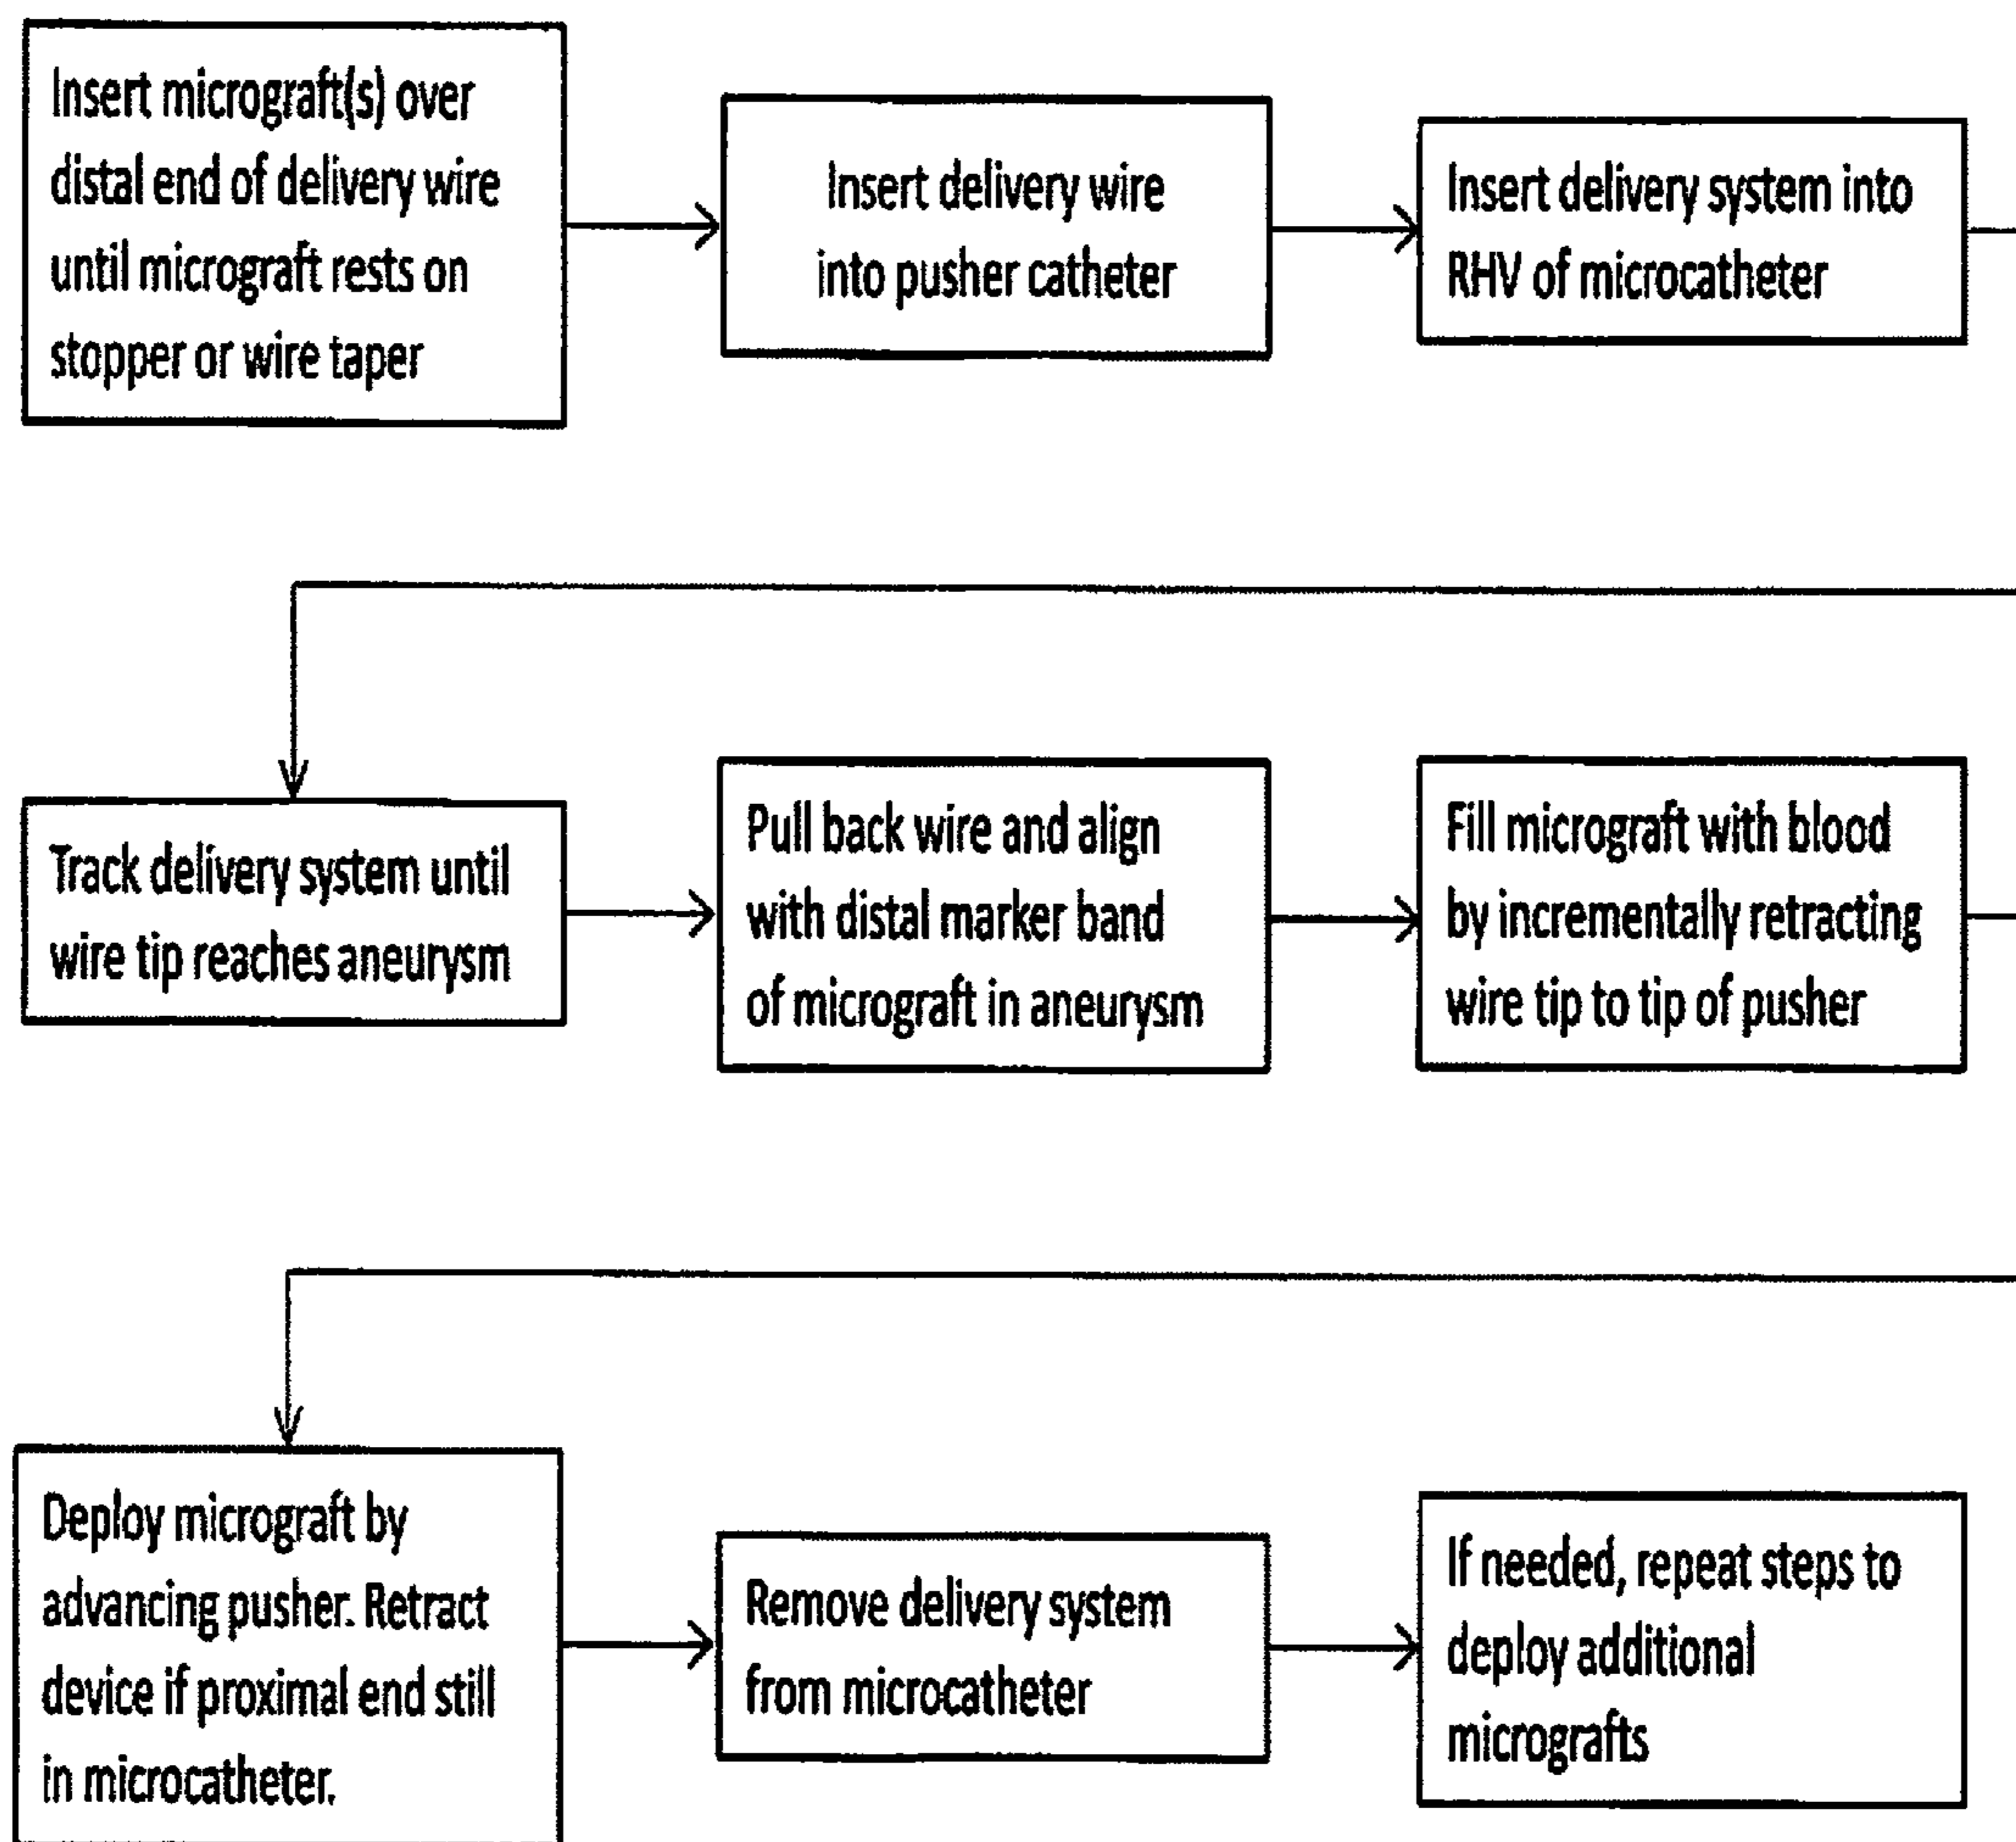 Insert micrograft(s) over
distal end of delivery wire
until micrograft rests on
stopper or wire taper
Insert delivery wire
into pusher catheter
Insert delivery system into
RHV of microcatheter
Track delivery system until
wire tip reaches aneurysm
Pull back wire and align
with distal marker band
of micrograft in aneurysm
Fill micrograft with blood
by incrementally retracting
wire tip to tip of pusher
Deploy micrograft by
advancing pusher. Retract
device if proximal end still
in microcatheter.
Remove delivery system
from microcatheter
If needed, repeat steps to
deploy additional
micrografts